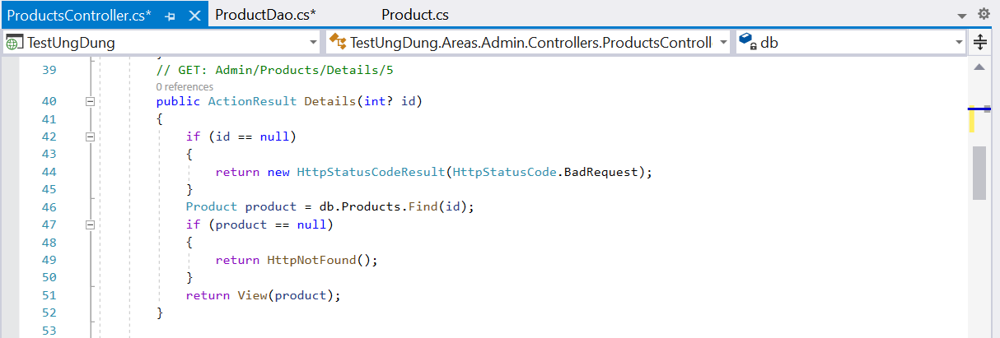 ProductsController.cs* ProductDao.cs* Product.cs
TestUngDung TestUngDung.Areas.Admin.Controllers.ProductsControll db
39 // GET: Admin/Products/Details/5
0 references
40 public ActionResult Details(int? id)
41 {
42 if (id == null)
43 {
44 return new HttpStatusCodeResult(HttpStatusCode.BadRequest);
45 }
46 Product product = db.Products.Find(id);
47 if (product == null)
48 {
49 return HttpNotFound();
50 }
51 return View(product);
52 }
53